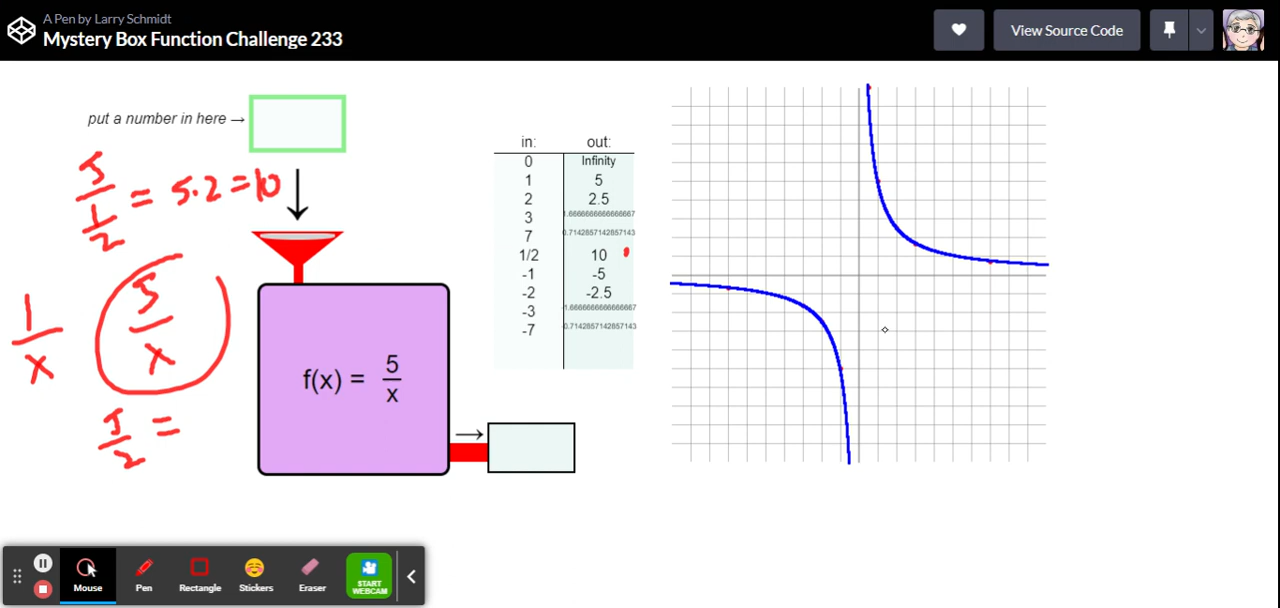 A Pen by Larry Schmidt
Mystery Box Function Challenge 233
View Source Code
put a number in here →
5/(1/2) = 5·2 = 10
1/x
5/x
5/2 =
f(x) = 5/x
→
in: out:
0 Infinity
1 5
2 2.5
3 1.6666666666666667
7 0.7142857142857143
1/2 10
-1 -5
-2 -2.5
-3 1.6666666666666667
-7 0.7142857142857143
Mouse
Pen
Rectangle
Stickers
Eraser
START
WEBCAM